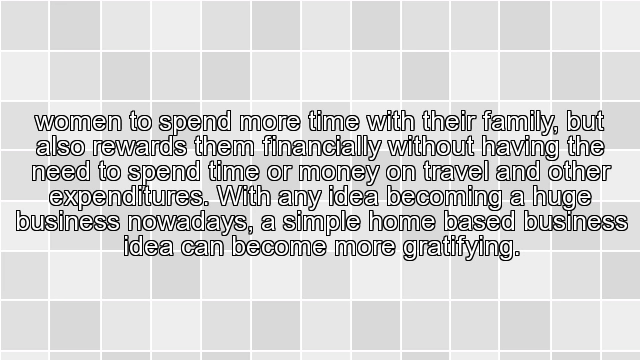 women to spend more time with their family, but
also rewards them financially without having the
need to spend time or money on travel and other
expenditures. With any idea becoming a huge
business nowadays, a simple home based business
idea can become more gratifying.